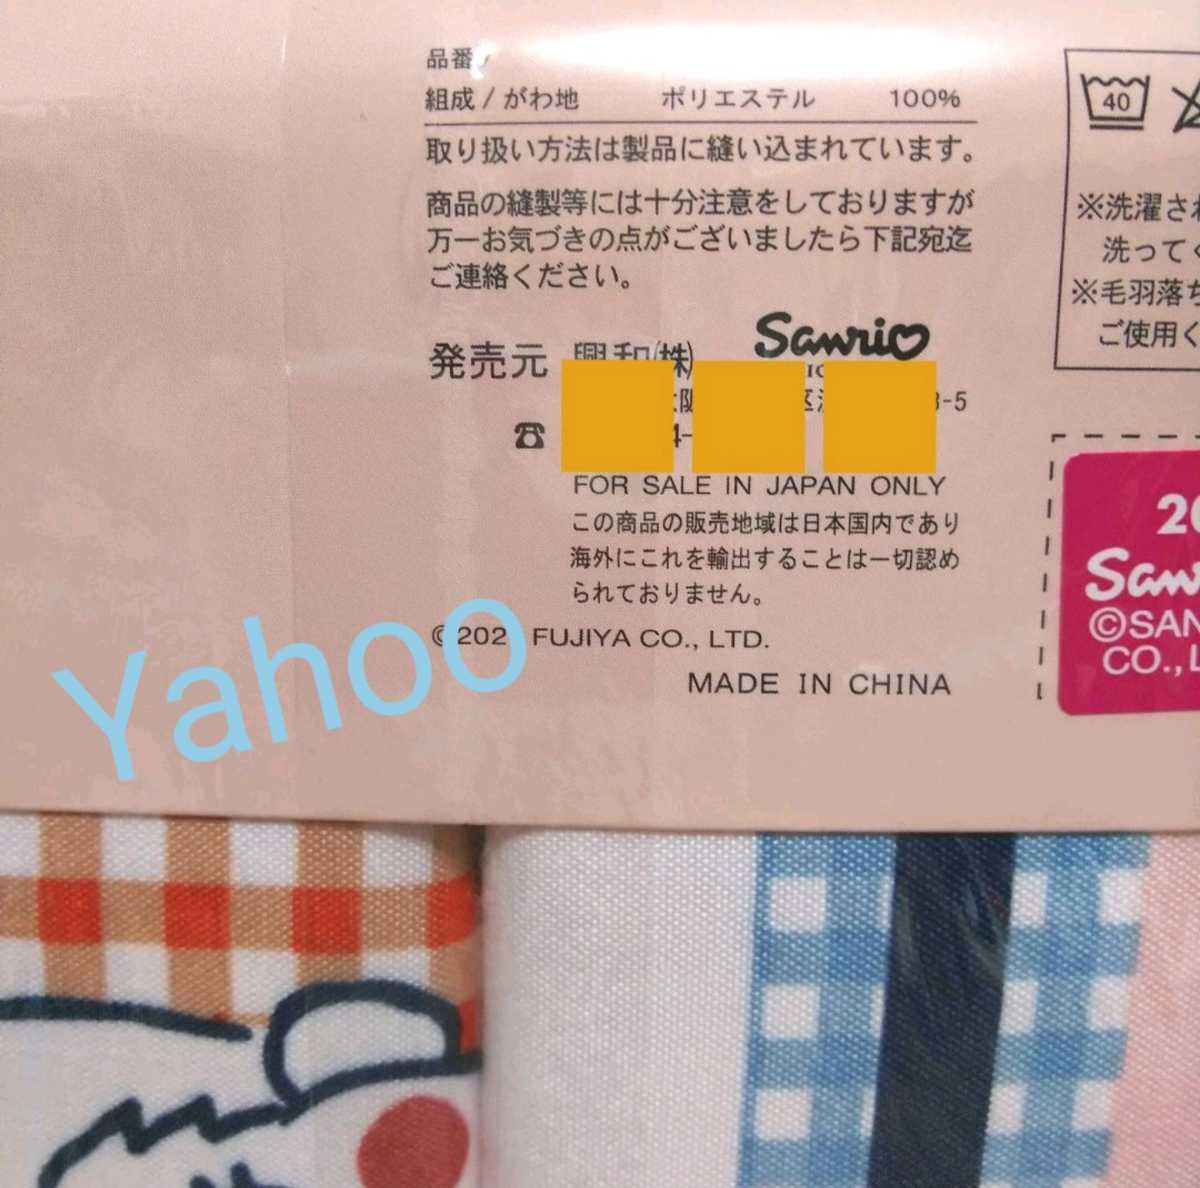 品番
組成 / がわ地 ポリエステル 100%
取り扱い方法は製品に縫い込まれています。
商品の縫製等には十分注意をしておりますが
万一お気づきの点がございましたら下記宛迄
ご連絡ください。
発売元 興和(株)
Sanrio
-5
☎
FOR SALE IN JAPAN ONLY
この商品の販売地域は日本国内であり
海外にこれを輸出することは一切認め
られておりません。
©202 FUJIYA CO., LTD.
MADE IN CHINA
Yahoo
40
※洗濯さ
洗ってく
※毛羽落ち
ご使用く
20
San
©SAN
CO., L